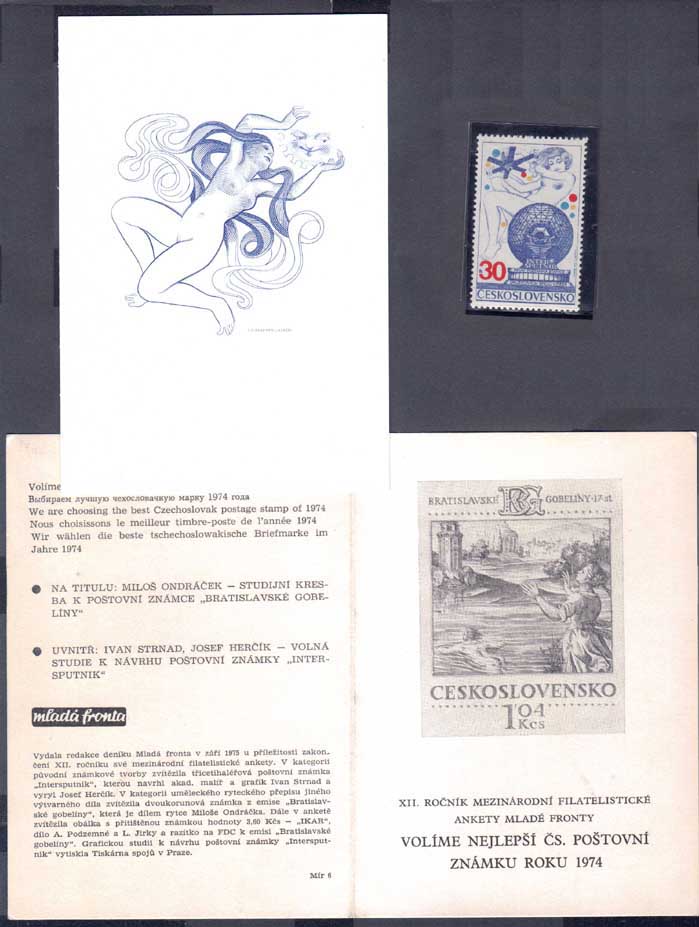 30
INTER
SPUTNIK
ČESKOSLOVENSKO
Volíme
Выбираем лучшую чехословачкую марку 1974 года
We are choosing the best Czechoslovak postage stamp of 1974
Nous choisissons le meilleur timbre-poste de l'année 1974
Wir wählen die beste tschechoslowakische Briefmarke im
Jahre 1974
● NA TITULU: MILOŠ ONDRÁČEK — STUDIJNÍ KRES-
BA K POŠTOVNÍ ZNÁMCE „BRATISLAVSKÉ GOBE-
LÍNY“
● UVNITŘ: IVAN STRNAD, JOSEF HERČÍK — VOLNÁ
STUDIE K NÁVRHU POŠTOVNÍ ZNÁMKY „INTER-
SPUTNIK“
mladá fronta
Vydala redakce deníku Mladá fronta v září 1975 u příležitosti zakon,
čení XII. ročníku své mezinárodní filatelistické ankety. V kategorii
původní známkové tvorby zvítězila třicetihaléřová poštovní známka
„Intersputnik“, kterou navrhl akad. malíř a grafik Ivan Strnad a
vyryl Josef Herčík. V kategorii uměleckého ryteckého přepisu jiného
výtvarného díla zvítězila dvoukorunová známka z emise „Bratislav-
ské gobelíny“, která je dílem rytce Miloše Ondráčka. Dále v anketě
zvítězila obálka s přitištěnou známkou hodnoty 3,60 Kčs — „IKAR“,
dílo A. Podzemné a L. Jirky a razítko na FDC k emisi „Bratislavské
gobelíny“. Grafickou studii k návrhu poštovní známky „Intersput-
nik“ vytiskla Tiskárna spojů v Praze.
Mír 6
BRATISLAVSKÉ BG GOBELÍNY·17·st
ČESKOSLOVENSKO
1,04
Kčs
XII. ROČNÍK MEZINÁRODNÍ FILATELISTICKÉ
ANKETY MLADÉ FRONTY
VOLÍME NEJLEPŠÍ ČS. POŠTOVNÍ
ZNÁMKU ROKU 1974